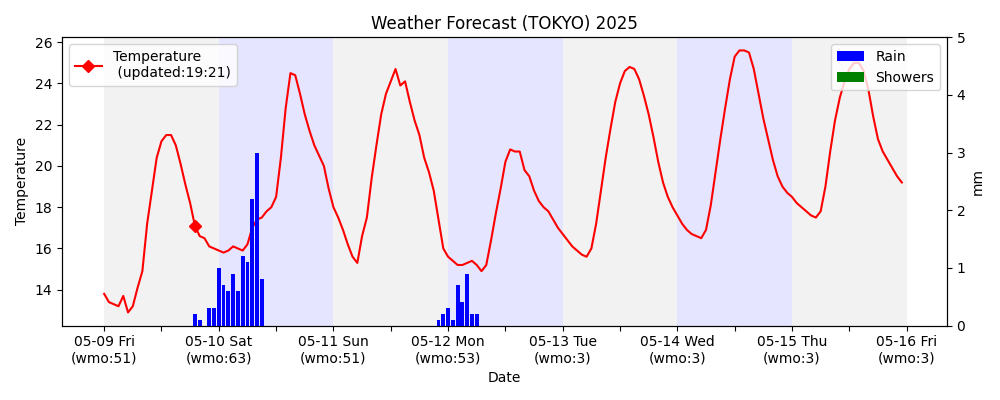 Weather Forecast (TOKYO) 2025
Temperature
(updated:19:21)
Rain
Showers
26
24
22
20
18
16
14
Temperature
5
4
3
2
1
0
mm
05-09 Fri
(wmo:51)
05-10 Sat
(wmo:63)
05-11 Sun
(wmo:51)
05-12 Mon
(wmo:53)
05-13 Tue
(wmo:3)
05-14 Wed
(wmo:3)
05-15 Thu
(wmo:3)
05-16 Fri
(wmo:3)
Date